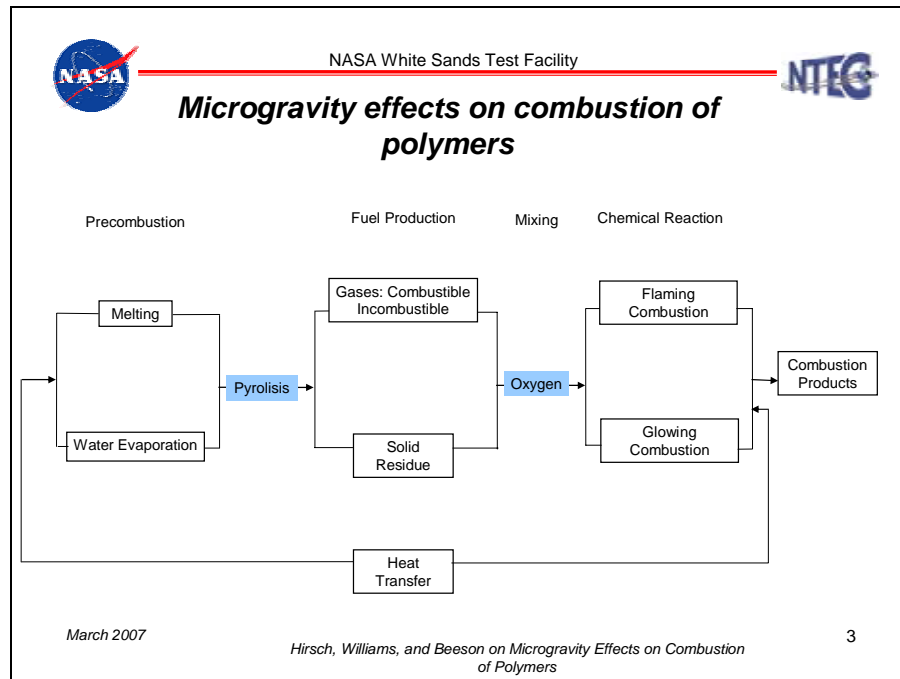 NASA White Sands Test Facility
NASA
NTEC
Microgravity effects on combustion of
polymers
Precombustion
Fuel Production
Mixing
Chemical Reaction
Melting
Gases: Combustible
Incombustible
Flaming
Combustion
Pyrolisis
Oxygen
Combustion
Products
Water Evaporation
Solid
Residue
Glowing
Combustion
Heat
Transfer
March 2007
Hirsch, Williams, and Beeson on Microgravity Effects on Combustion
of Polymers
3